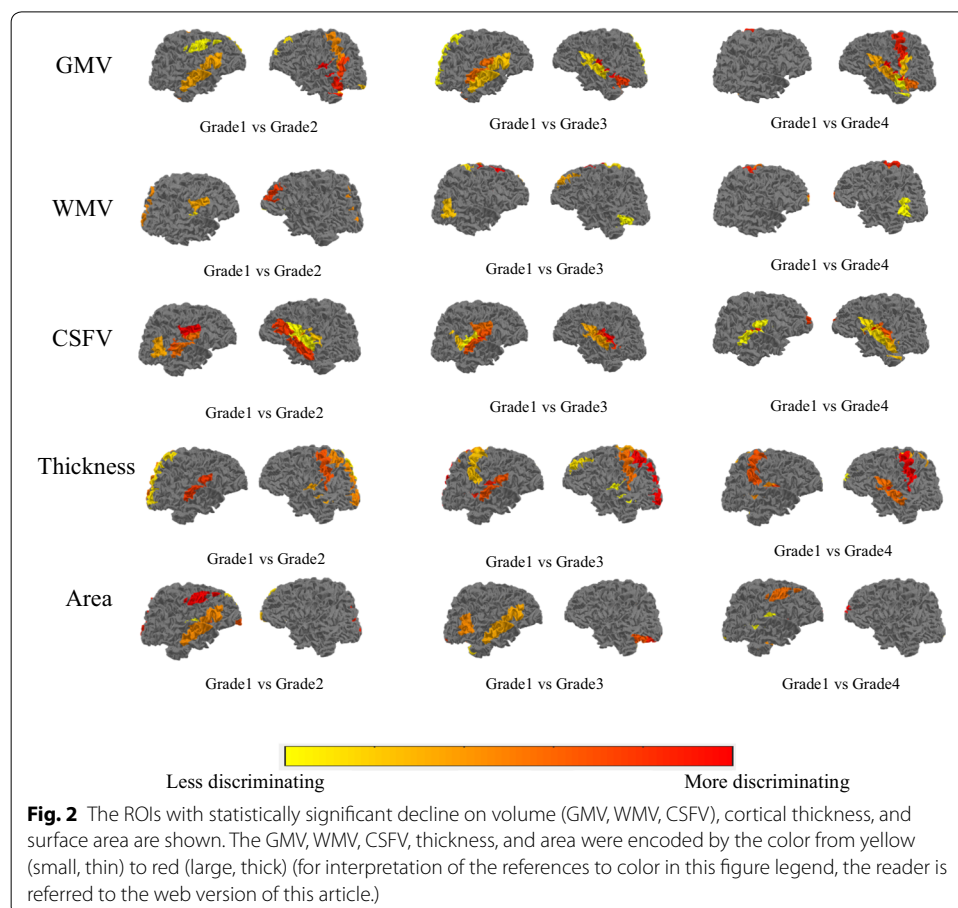 GMV
Grade1 vs Grade2
Grade1 vs Grade3
Grade1 vs Grade4
WMV
Grade1 vs Grade2
Grade1 vs Grade3
Grade1 vs Grade4
CSFV
Grade1 vs Grade2
Grade1 vs Grade3
Grade1 vs Grade4
Thickness
Grade1 vs Grade2
Grade1 vs Grade3
Grade1 vs Grade4
Area
Grade1 vs Grade2
Grade1 vs Grade3
Grade1 vs Grade4
Less discriminating
More discriminating
Fig. 2 The ROIs with statistically significant decline on volume (GMV, WMV, CSFV), cortical thickness, and
surface area are shown. The GMV, WMV, CSFV, thickness, and area were encoded by the color from yellow
(small, thin) to red (large, thick) (for interpretation of the references to color in this figure legend, the reader is
referred to the web version of this article.)